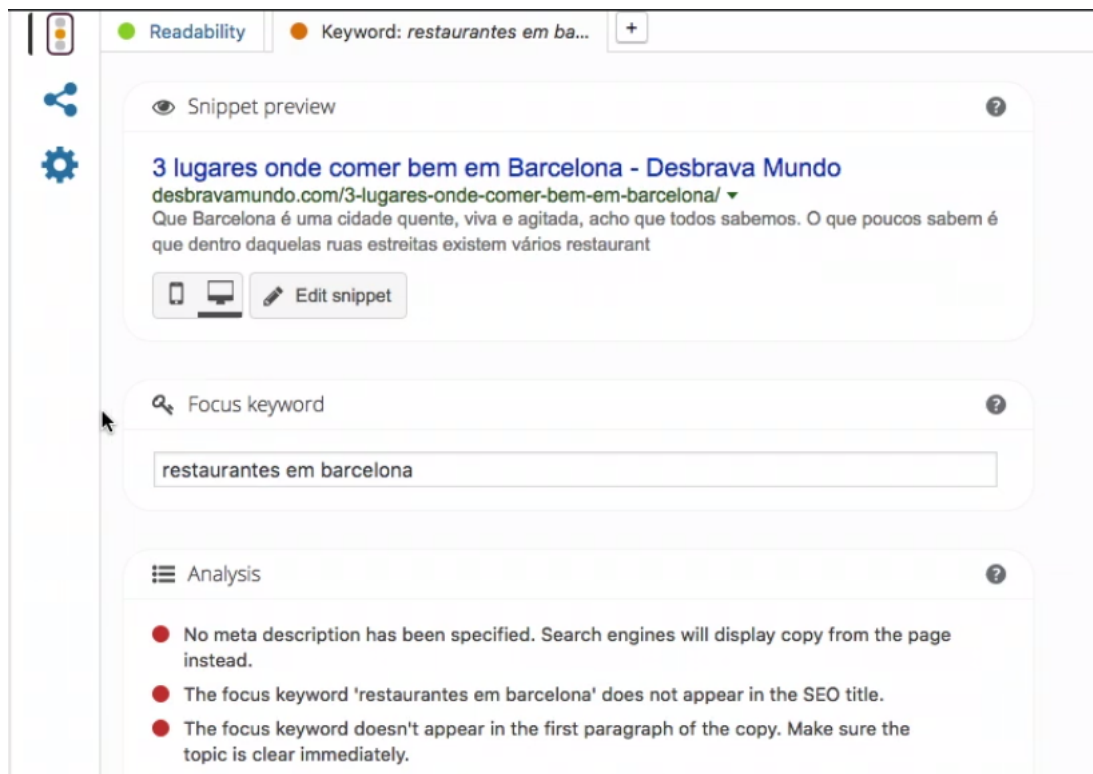 Readability
Keyword: restaurantes em ba...
+
Snippet preview
?
3 lugares onde comer bem em Barcelona - Desbrava Mundo
desbravamundo.com/3-lugares-onde-comer-bem-em-barcelona/
Que Barcelona é uma cidade quente, viva e agitada, acho que todos sabemos. O que poucos sabem é
que dentro daquelas ruas estreitas existem vários restaurant
Edit snippet
Focus keyword
?
restaurantes em barcelona
Analysis
?
No meta description has been specified. Search engines will display copy from the page
instead.
The focus keyword 'restaurantes em barcelona' does not appear in the SEO title.
The focus keyword doesn't appear in the first paragraph of the copy. Make sure the
topic is clear immediately.